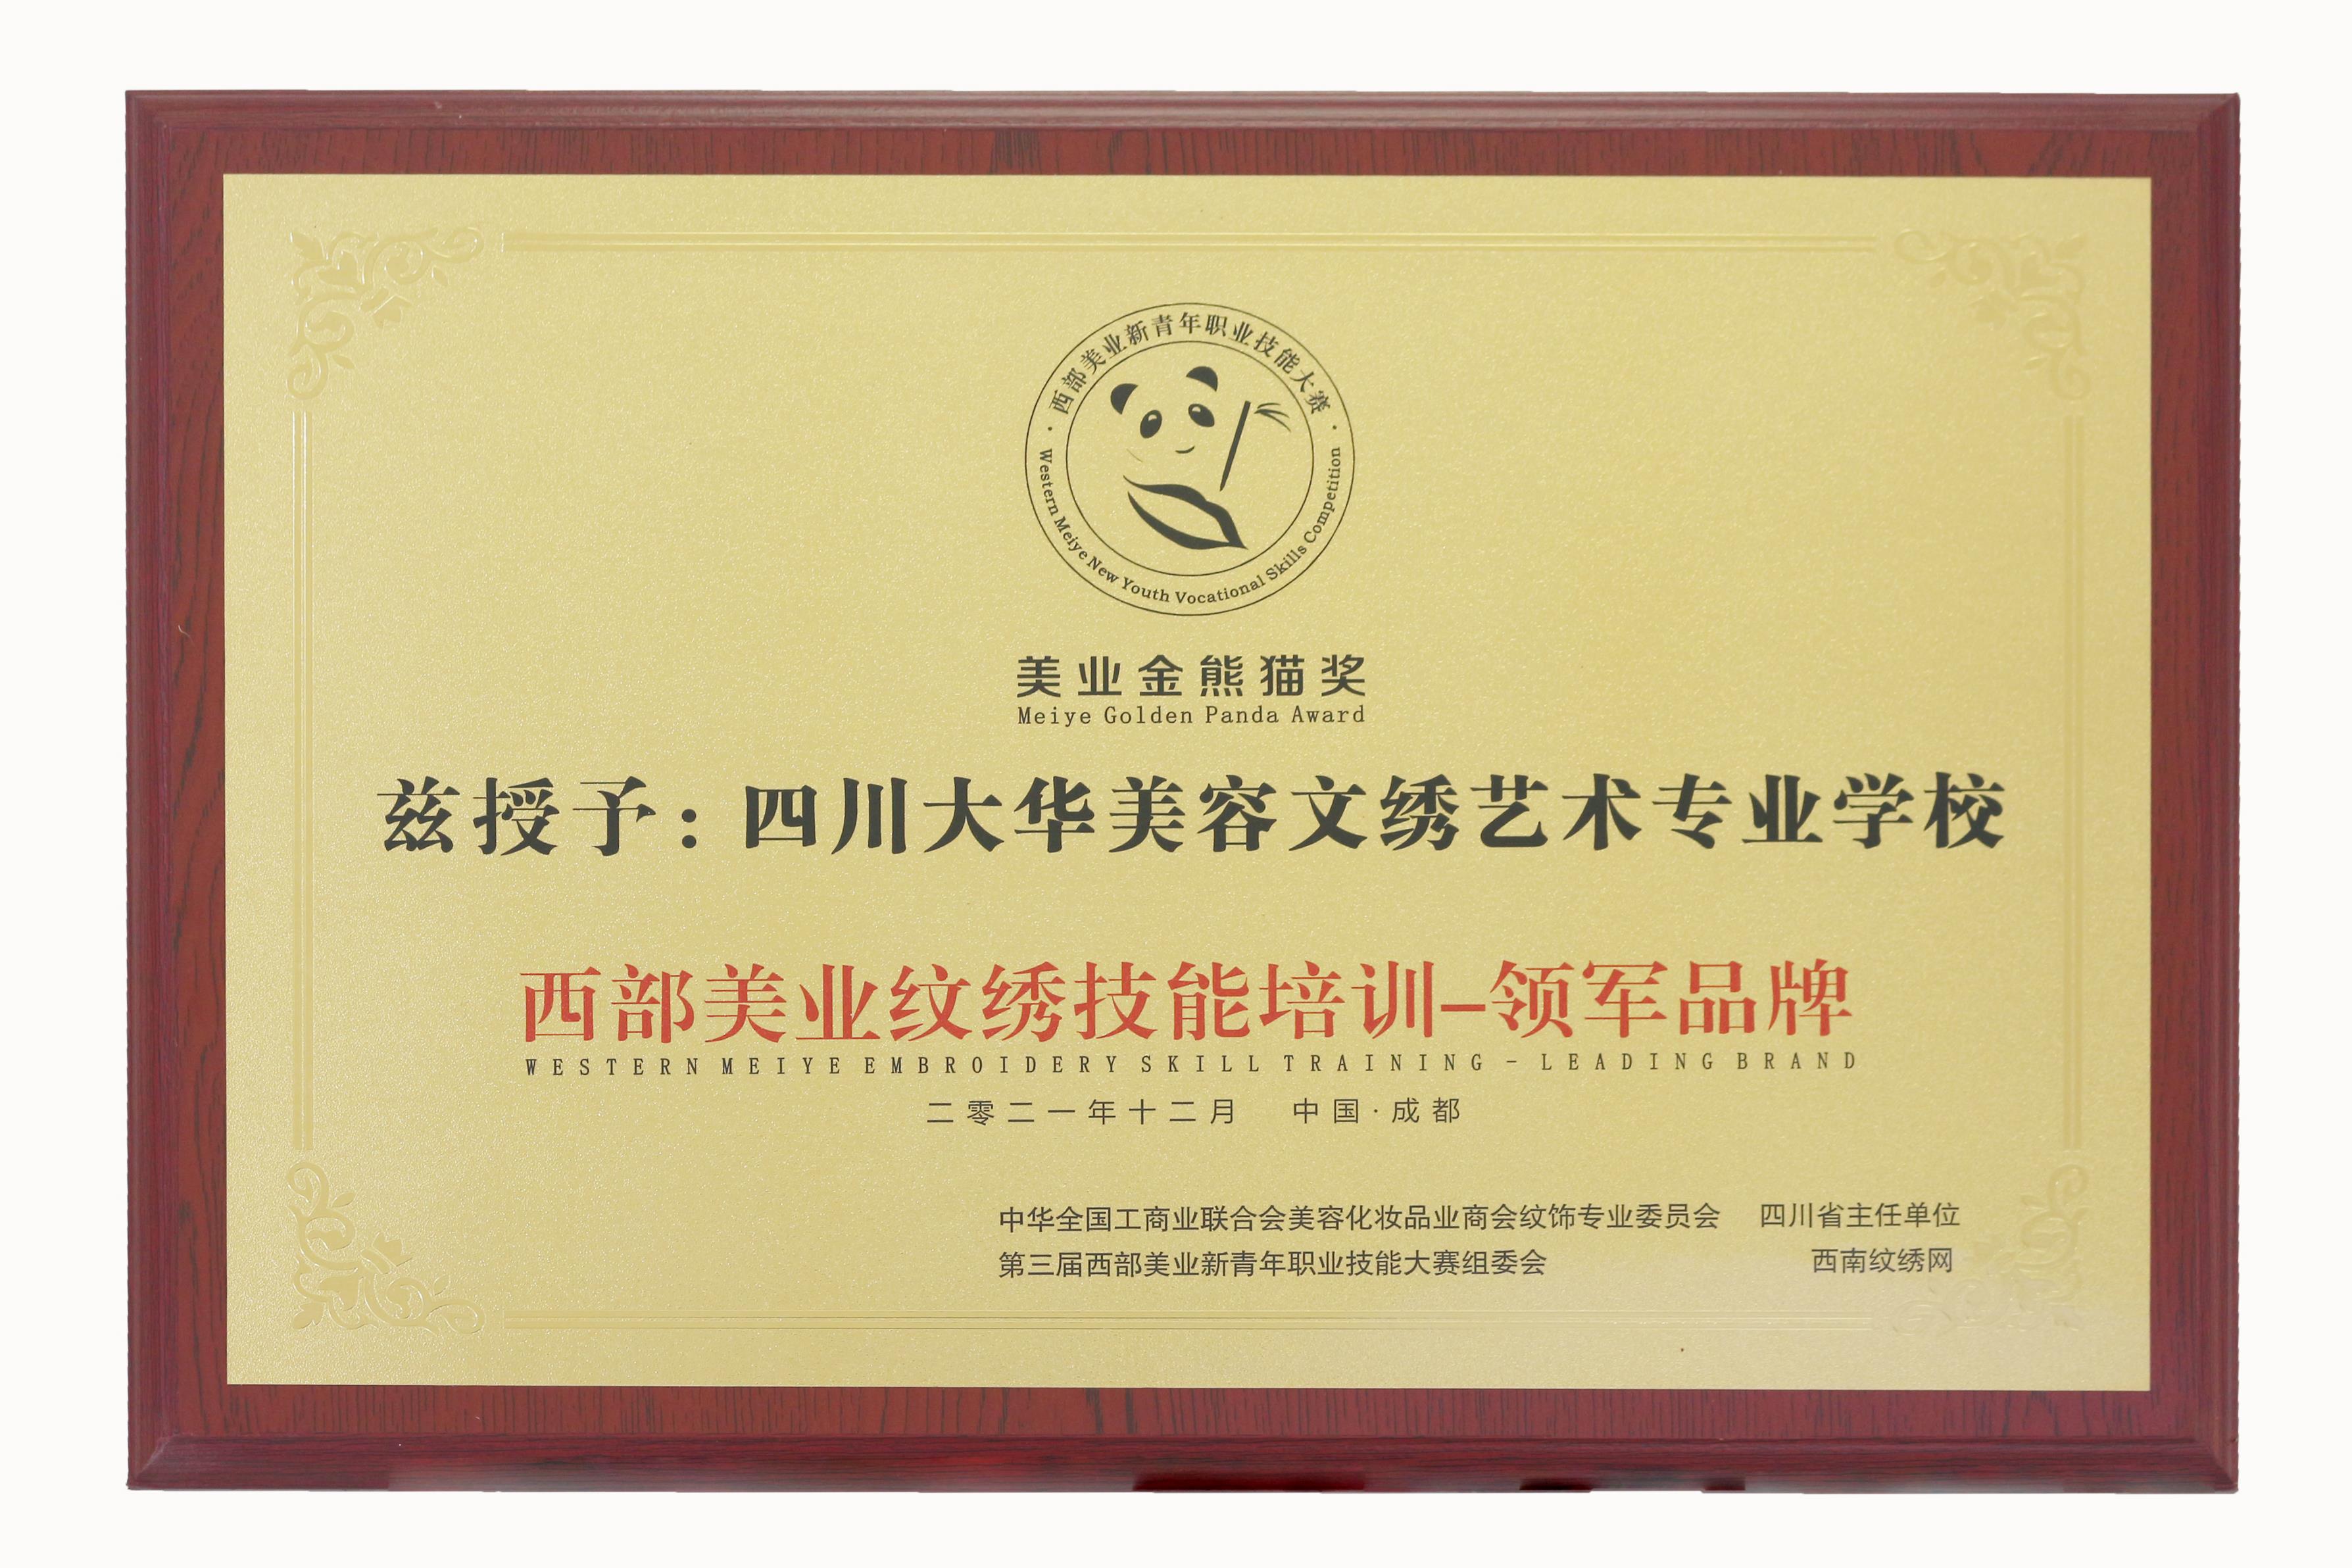 ·西部美业新青年职业技能大赛·
Western Meiye New Youth Vocational Skills Competition
美业金熊猫奖
Meiye Golden Panda Award
兹授予：四川大华美容文绣艺术专业学校
西部美业纹绣技能培训–领军品牌
WESTERN MEIYE EMBROIDERY SKILL TRAINING - LEADING BRAND
二零二一年十二月 中国·成都
中华全国工商业联合会美容化妆品业商会纹饰专业委员会 四川省主任单位
第三届西部美业新青年职业技能大赛组委会 西南纹绣网